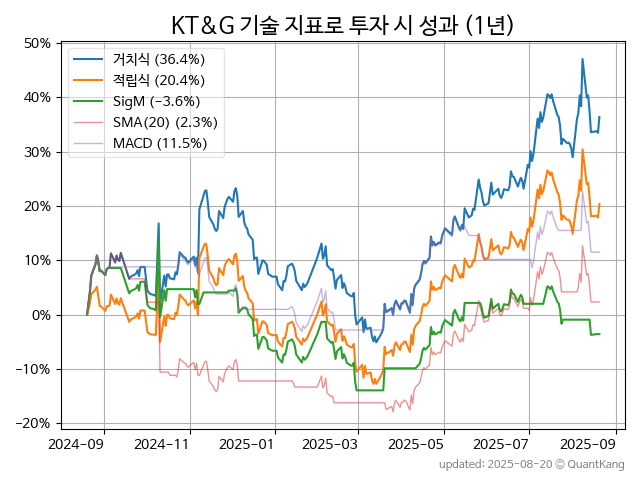 KT&G 기술 지표로 투자 시 성과 (1년)
50%
40%
30%
20%
10%
0%
−10%
−20%
거치식 (36.4%)
적립식 (20.4%)
SigM (−3.6%)
SMA(20) (2.3%)
MACD (11.5%)
2024-09 2024-11 2025-01 2025-03 2025-05 2025-07 2025-09
updated: 2025-08-20 © QuantKang